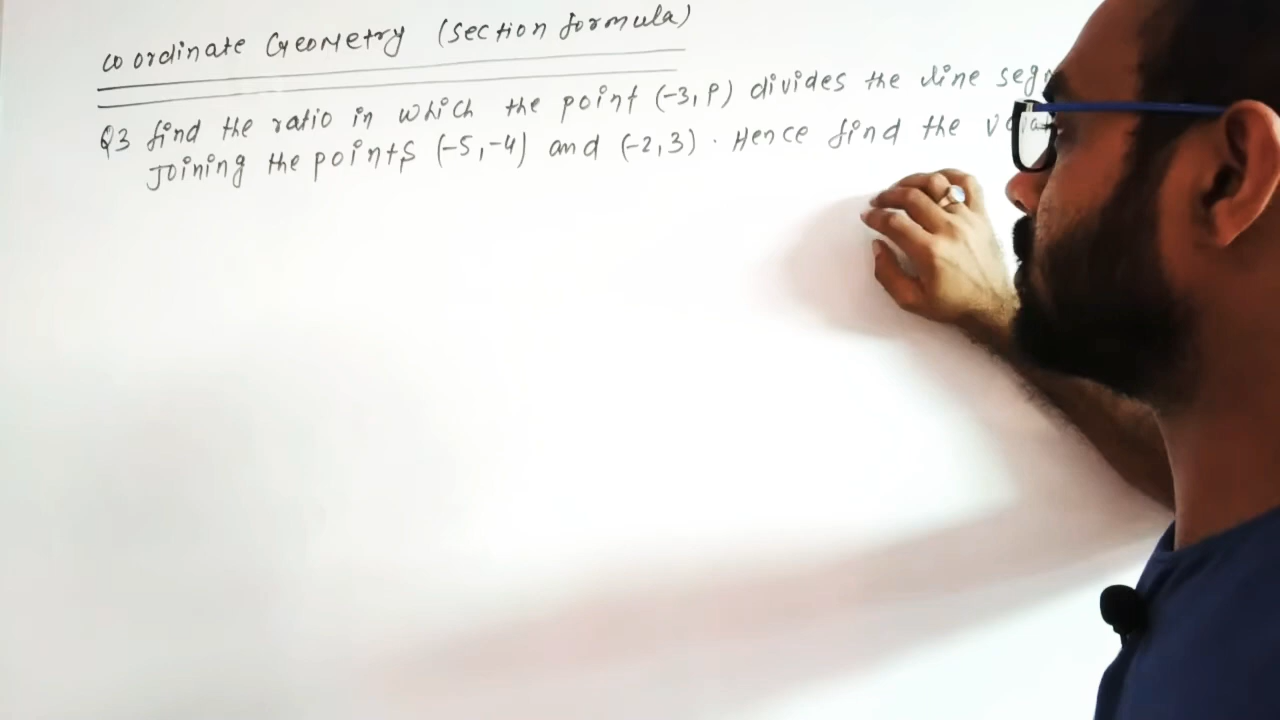 Coordinate Geometry (section formula)
Q3 find the ratio in which the point (-3, P) divides the line
Joining the points (-5,-4) and (-2,3). Hence find the